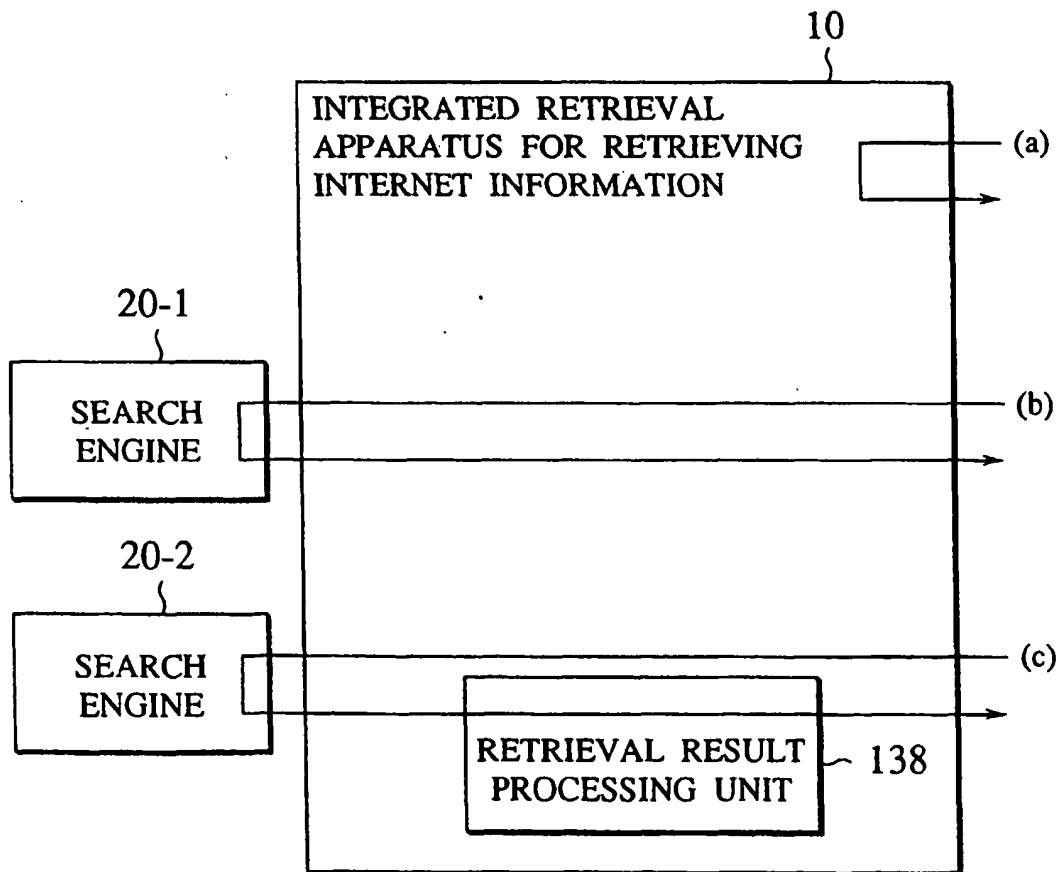 10
INTEGRATED RETRIEVAL
APPARATUS FOR RETRIEVING
INTERNET INFORMATION
(a)
20-1
SEARCH
ENGINE
(b)
20-2
SEARCH
ENGINE
(c)
RETRIEVAL RESULT
PROCESSING UNIT
138